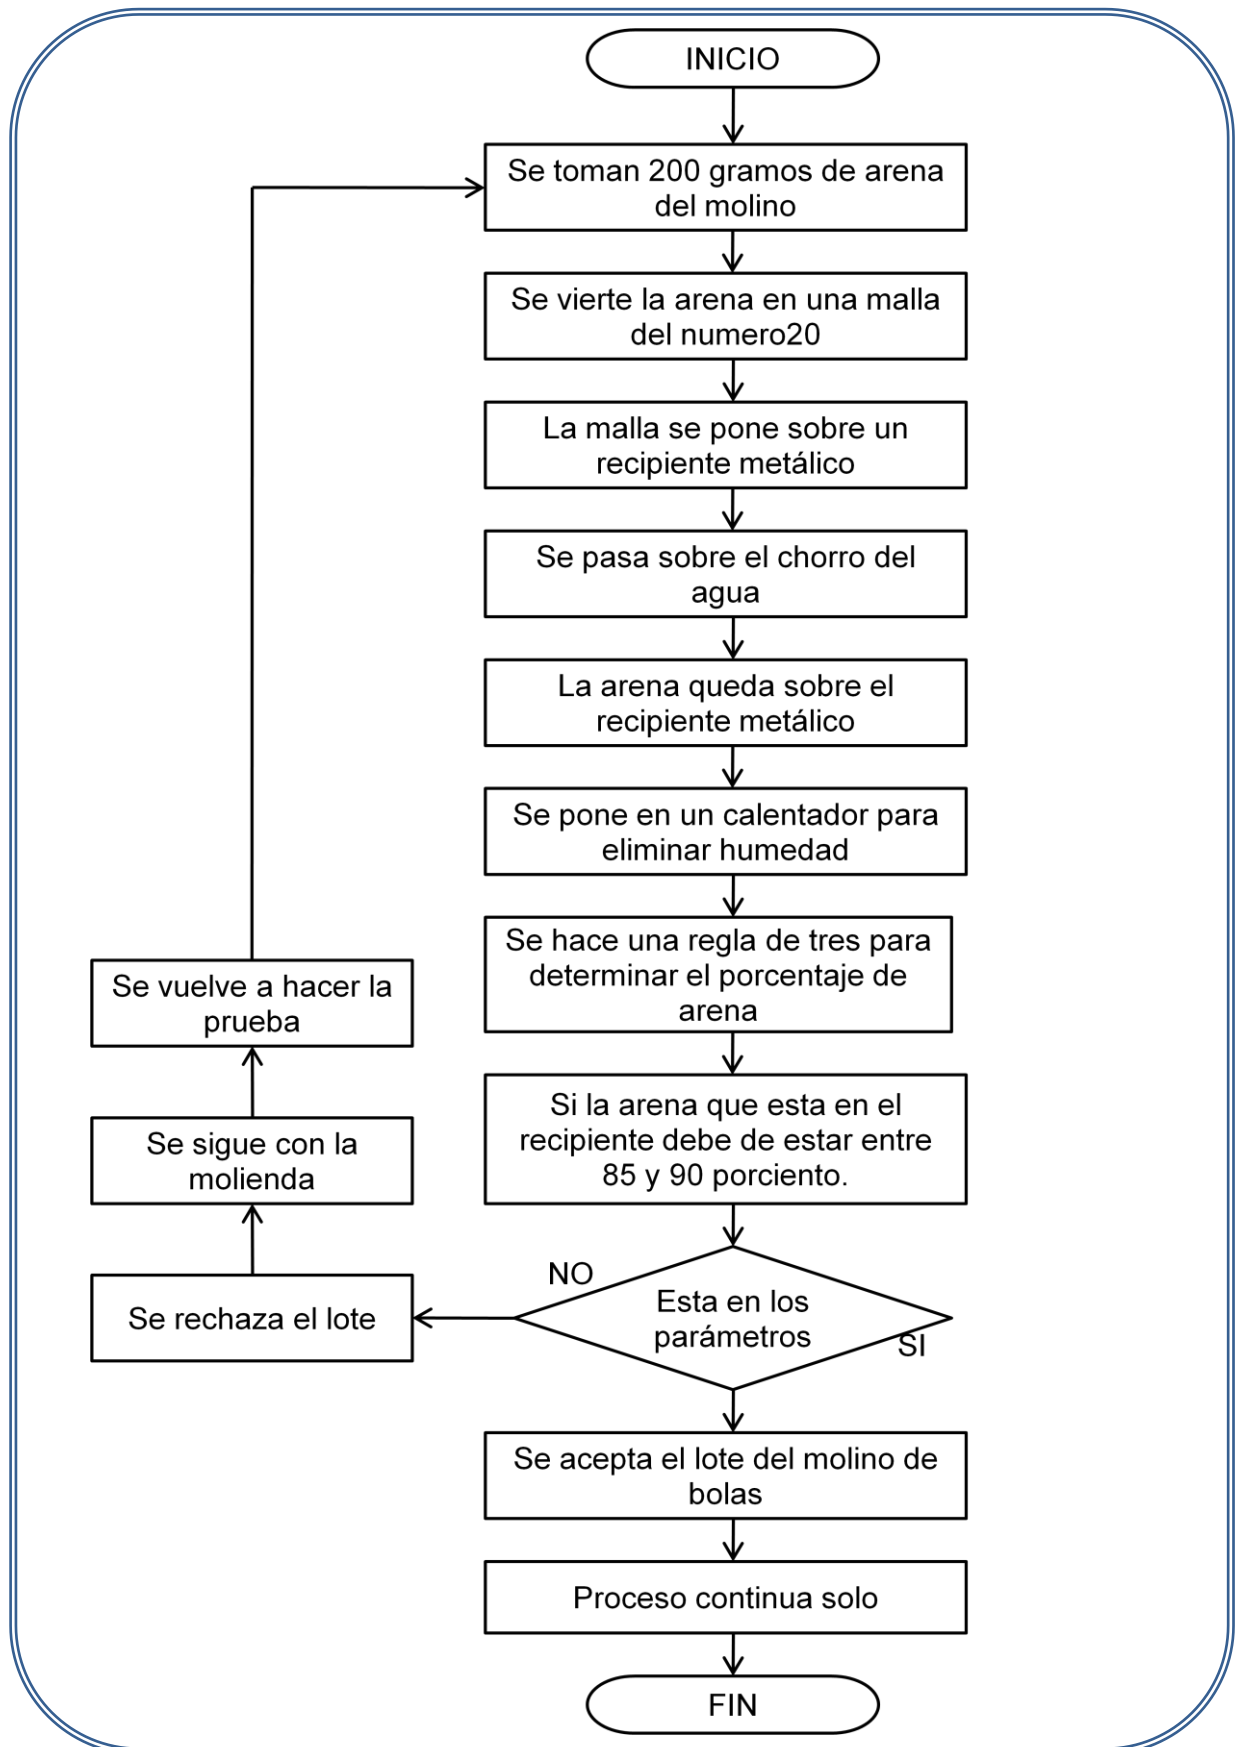 INICIO
Se toman 200 gramos de arena
del molino
Se vierte la arena en una malla
del numero20
La malla se pone sobre un
recipiente metálico
Se pasa sobre el chorro del
agua
La arena queda sobre el
recipiente metálico
Se pone en un calentador para
eliminar humedad
Se hace una regla de tres para
determinar el porcentaje de
arena
Si la arena que esta en el
recipiente debe de estar entre
85 y 90 porciento.
Esta en los
parámetros
NO
Se rechaza el lote
Se sigue con la
molienda
Se vuelve a hacer la
prueba
SI
Se acepta el lote del molino de
bolas
Proceso continua solo
FIN